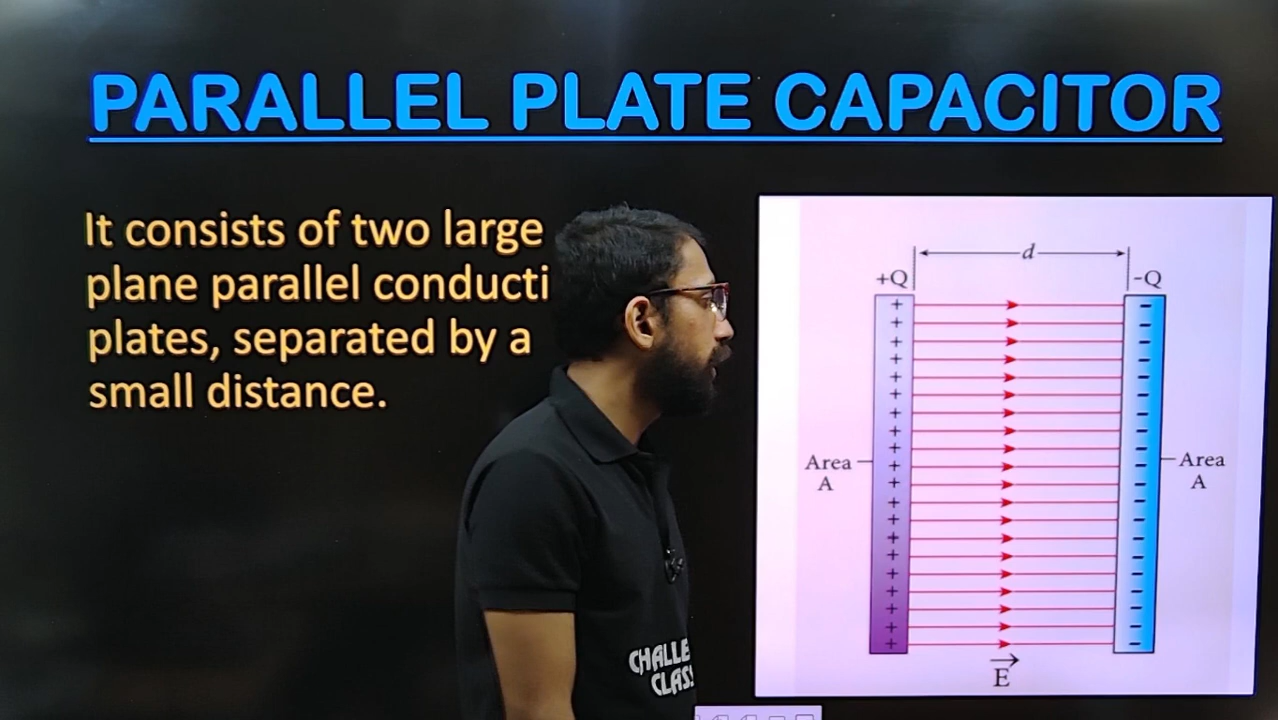 PARALLEL PLATE CAPACITOR
It consists of two large
plane parallel conducti
plates, separated by a
small distance.
d
+Q
-Q
Area
A
Area
A
E
CHALLE
CLAS